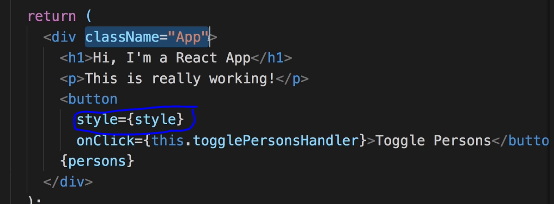 return (
<div className="App">
<h1>Hi, I'm a React App</h1>
<p>This is really working!</p>
<button
style={style}
onClick={this.togglePersonsHandler}>Toggle Persons</butto
{persons}
</div>
);